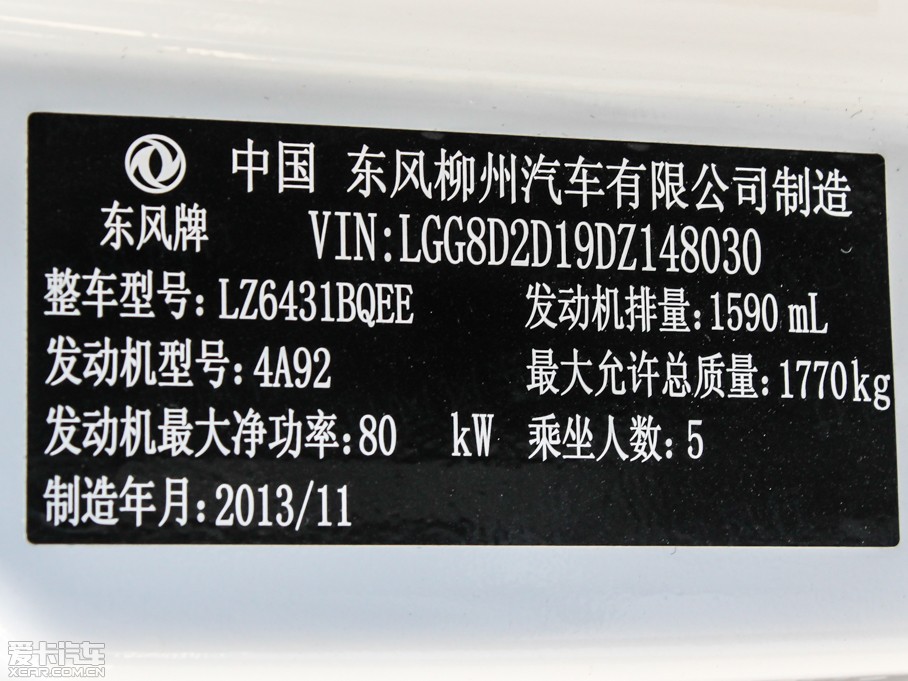 中国 东风柳州汽车有限公司制造
东风牌 VIN:LGG8D2D19DZ148030
整车型号:LZ6431BQEE 发动机排量:1590 mL
发动机型号:4A92 最大允许总质量:1770kg
发动机最大净功率:80 kW 乘坐人数:5
制造年月:2013/11
爱卡汽车
XCAR.COM.CN